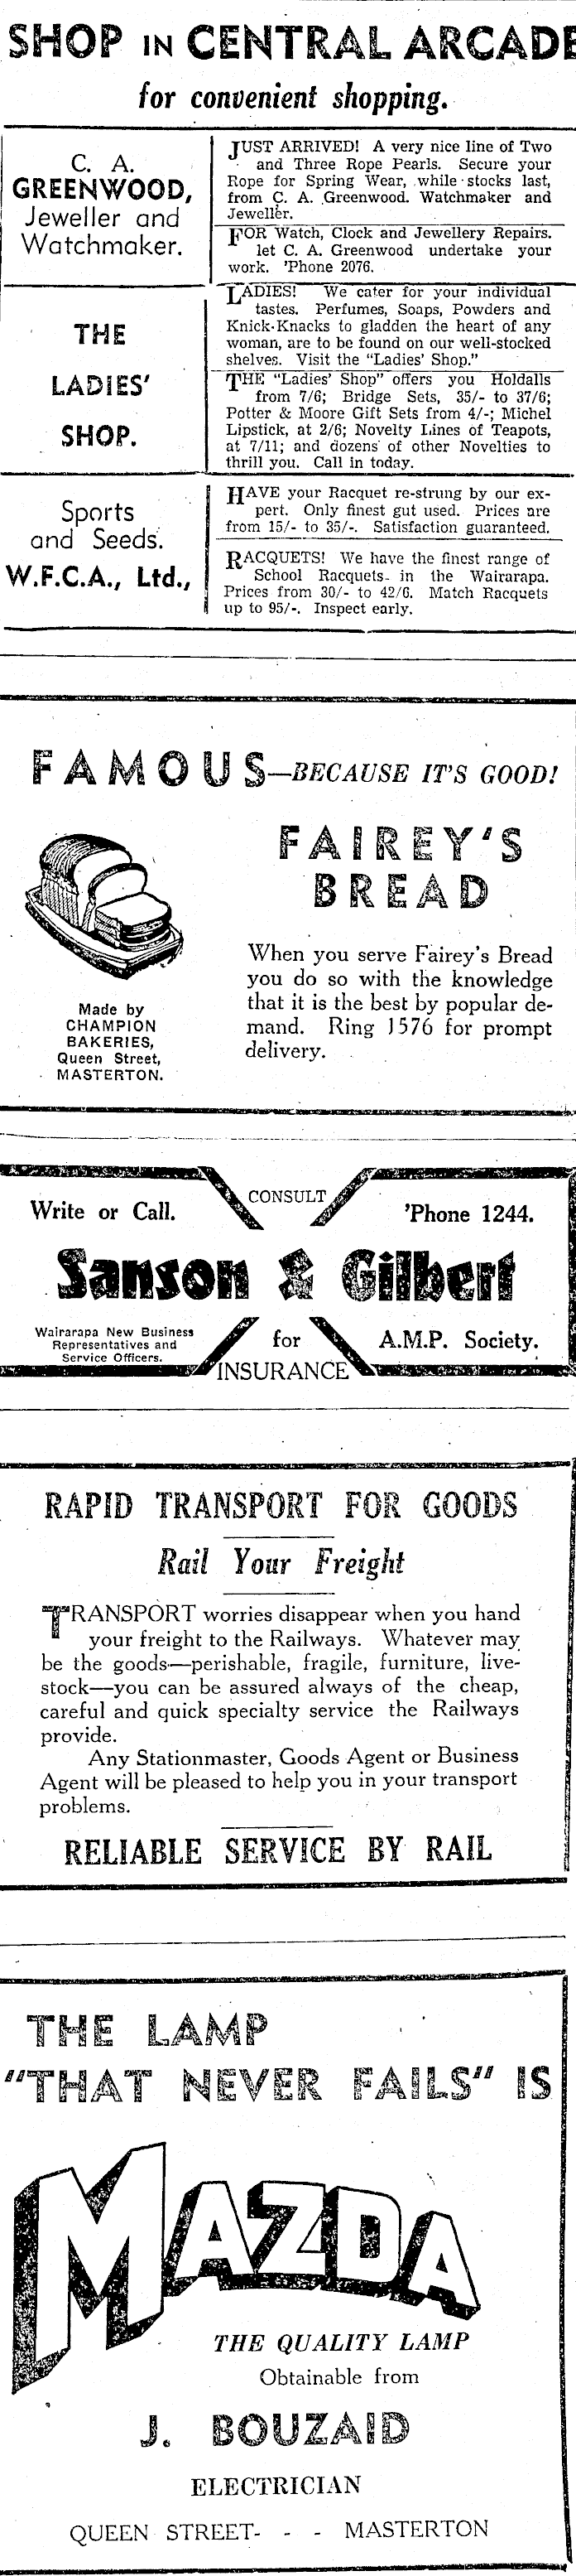 SHOP IN CENTRAL ARCADE
for convenient shopping.
C. A.
GREENWOOD,
Jeweller and
Watchmaker.
JUST ARRIVED! A very nice line of Two
and Three Rope Pearls. Secure your
Rope for Spring Wear, while stocks last,
from C. A. Greenwood. Watchmaker and
Jeweller.
FOR Watch, Clock and Jewellery Repairs.
let C. A. Greenwood undertake your
work. 'Phone 2076.
THE
LADIES'
SHOP.
LADIES! We cater for your individual
tastes. Perfumes, Soaps, Powders and
Knick-Knacks to gladden the heart of any
woman, are to be found on our well-stocked
shelves. Visit the "Ladies' Shop."
THE "Ladies' Shop" offers you Holdalls
from 7/6; Bridge Sets, 35/- to 37/6;
Potter & Moore Gift Sets from 4/-; Michel
Lipstick, at 2/6; Novelty Lines of Teapots,
at 7/11; and dozens of other Novelties to
thrill you. Call in today.
Sports
and Seeds.
W.F.C.A., Ltd.,
HAVE your Racquet re-strung by our ex-
pert. Only finest gut used. Prices are
from 15/- to 35/-. Satisfaction guaranteed.
RACQUETS! We have the finest range of
School Racquets- in the Wairarapa.
Prices from 30/- to 42/6. Match Racquets
up to 95/-. Inspect early.
FAMOUS—BECAUSE IT'S GOOD!
FAIREY'S
BREAD
When you serve Fairey's Bread
you do so with the knowledge
that it is the best by popular de-
mand. Ring 1576 for prompt
delivery.
Made by
CHAMPION
BAKERIES,
Queen Street,
MASTERTON.
CONSULT
Write or Call.
'Phone 1244.
Sanson & Gilbert
Wairarapa New Business
Representatives and
Service Officers.
for
INSURANCE
A.M.P. Society.
RAPID TRANSPORT FOR GOODS
Rail Your Freight
TRANSPORT worries disappear when you hand
your freight to the Railways. Whatever may
be the goods—perishable, fragile, furniture, live-
stock—you can be assured always of the cheap,
careful and quick specialty service the Railways
provide.
Any Stationmaster, Goods Agent or Business
Agent will be pleased to help you in your transport
problems.
RELIABLE SERVICE BY RAIL
THE LAMP
"THAT NEVER FAILS" IS
MAZDA
THE QUALITY LAMP
Obtainable from
J. BOUZAID
ELECTRICIAN
QUEEN STREET- - - MASTERTON